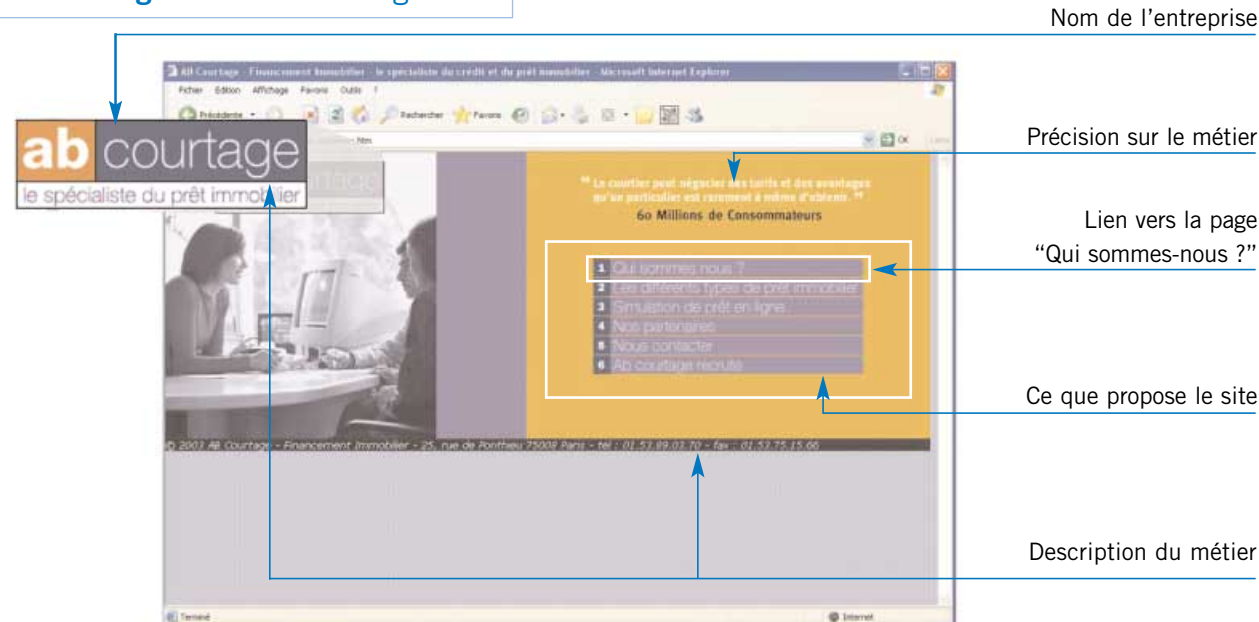 Nom de l’entreprise
AB Courtage - Financement Immobilier - le spécialiste du crédit et du prêt immobilier - Microsoft Internet Explorer
Fichier Edition Affichage Favoris Outils ?
Précédente
Rechercher
Favoris
OK
ab courtage
le spécialiste du prêt immobilier
Précision sur le métier
" Le courtier peut négocier des tarifs et des avantages
qu'un particulier est rarement à même d'obtenir. "
60 Millions de Consommateurs
Lien vers la page
“Qui sommes-nous ?”
1 Qui sommes nous ?
2 Les différents types de prêt immobilier
3 Simulation de prêt en ligne
4 Nos partenaires
5 Nous contacter
6 Ab courtage recrute
Ce que propose le site
© 2003 AB Courtage - Financement Immobilier - 25, rue de Ponthieu 75008 Paris - tel : 01.53.89.03.70 - fax : 01.53.75.15.66
Description du métier
Terminé
Internet